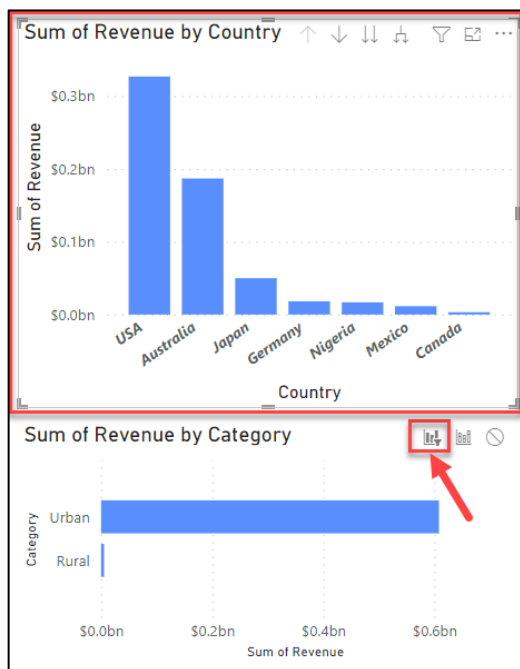 Sum of Revenue by Country
$0.3bn
$0.2bn
$0.1bn
$0.0bn
Sum of Revenue
USA
Australia
Japan
Germany
Nigeria
Mexico
Canada
Country
Sum of Revenue by Category
Category
Urban
Rural
$0.0bn
$0.2bn
$0.4bn
$0.6bn
Sum of Revenue